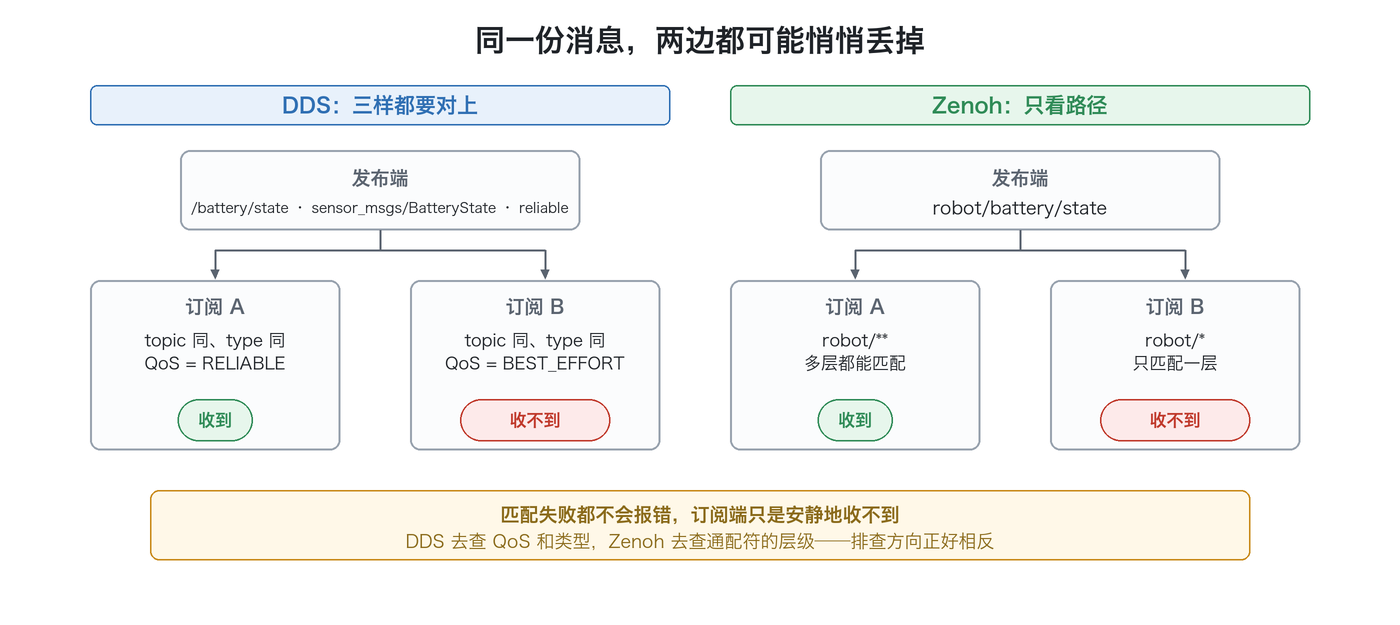 同一份消息，两边都可能悄悄丢掉
DDS：三样都要对上
发布端
/battery/state · sensor_msgs/BatteryState · reliable
订阅 A
topic 同、type 同
QoS = RELIABLE
收到
订阅 B
topic 同、type 同
QoS = BEST_EFFORT
收不到
Zenoh：只看路径
发布端
robot/battery/state
订阅 A
robot/**
多层都能匹配
收到
订阅 B
robot/*
只匹配一层
收不到
匹配失败都不会报错，订阅端只是安静地收不到
DDS 去查 QoS 和类型，Zenoh 去查通配符的层级——排查方向正好相反